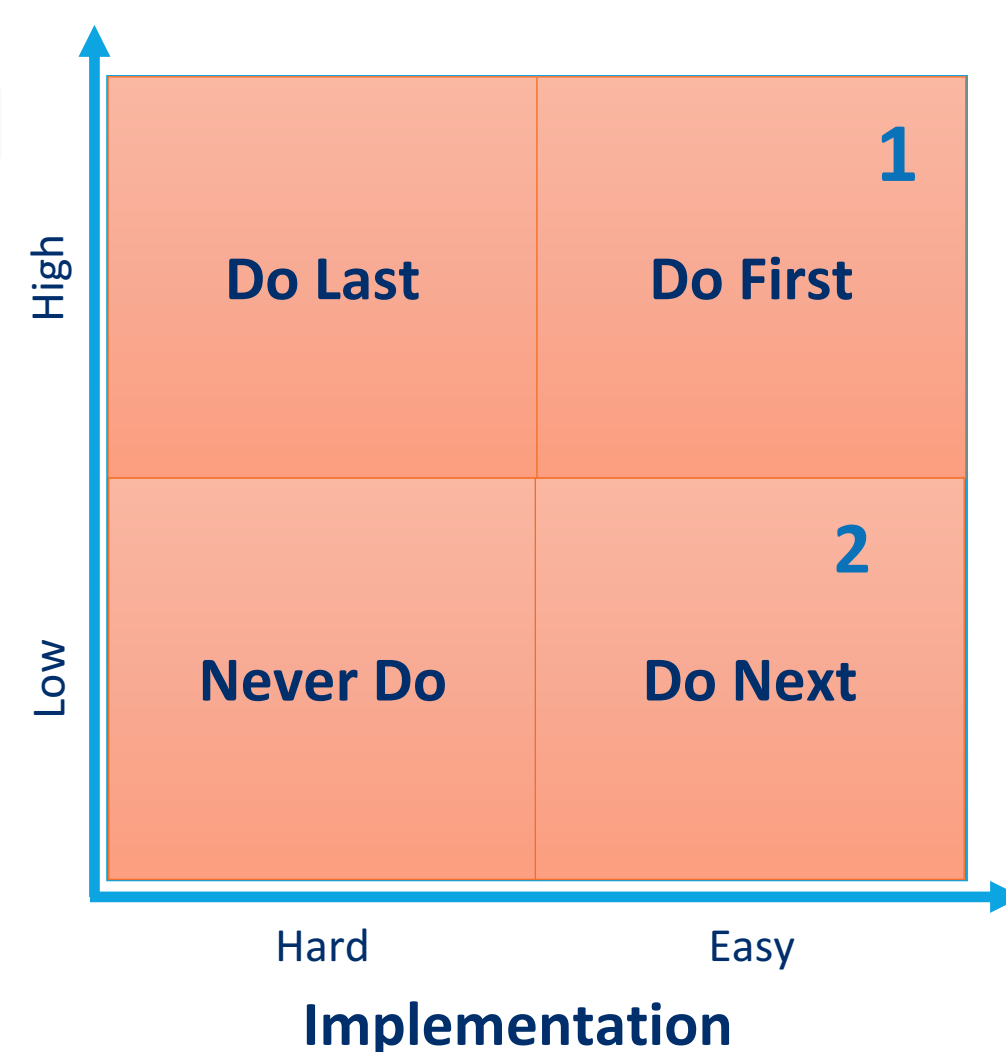 1
High
Do Last
Do First
2
Low
Never Do
Do Next
Hard
Easy
Implementation